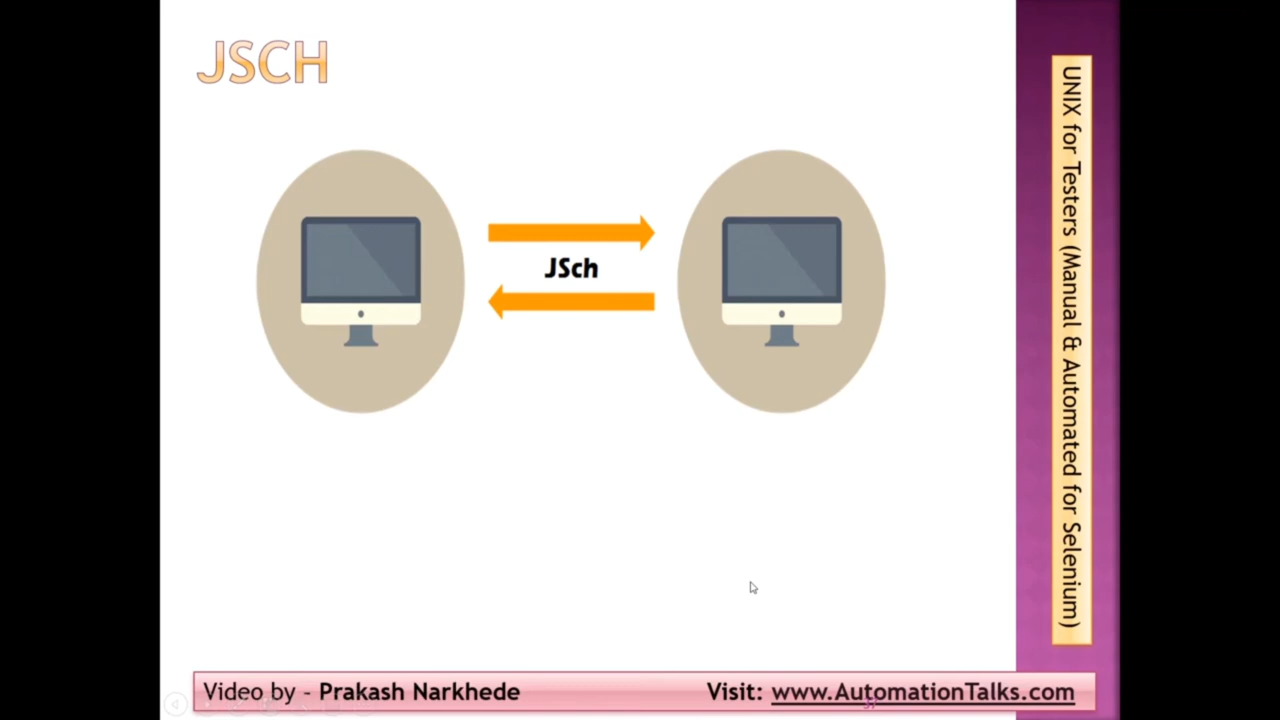 JSCH
JSch
UNIX for Testers (Manual & Automated for Selenium)
Video by - Prakash Narkhede
Visit: www.AutomationTalks.com